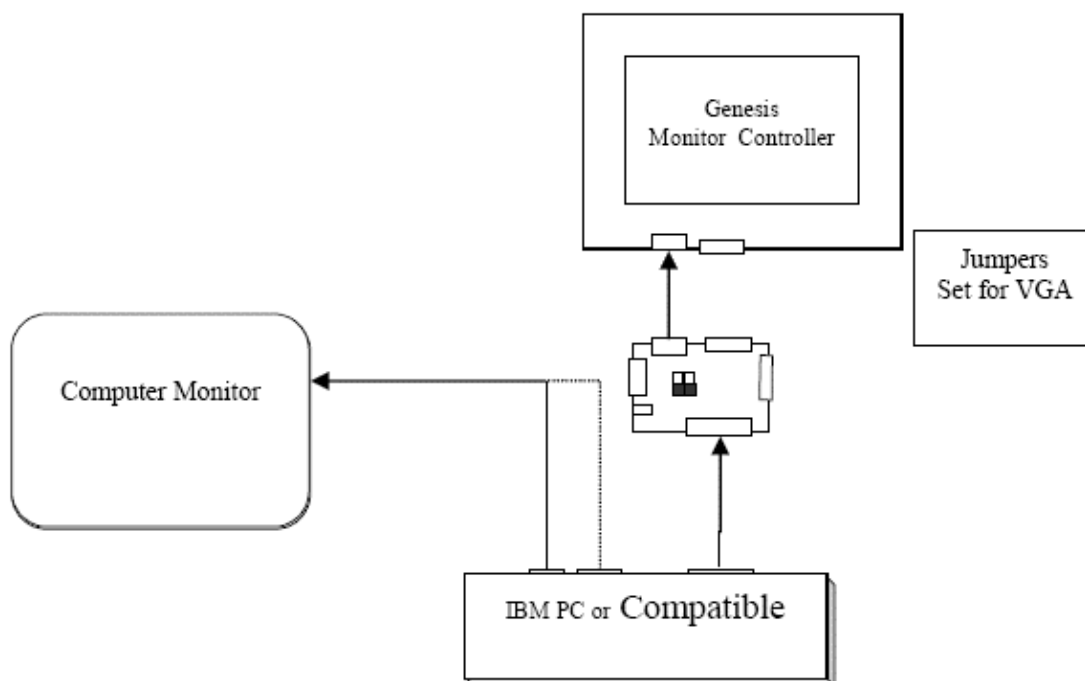 Genesis
Monitor Controller
Jumpers
Set for VGA
Computer Monitor
IBM PC or Compatible